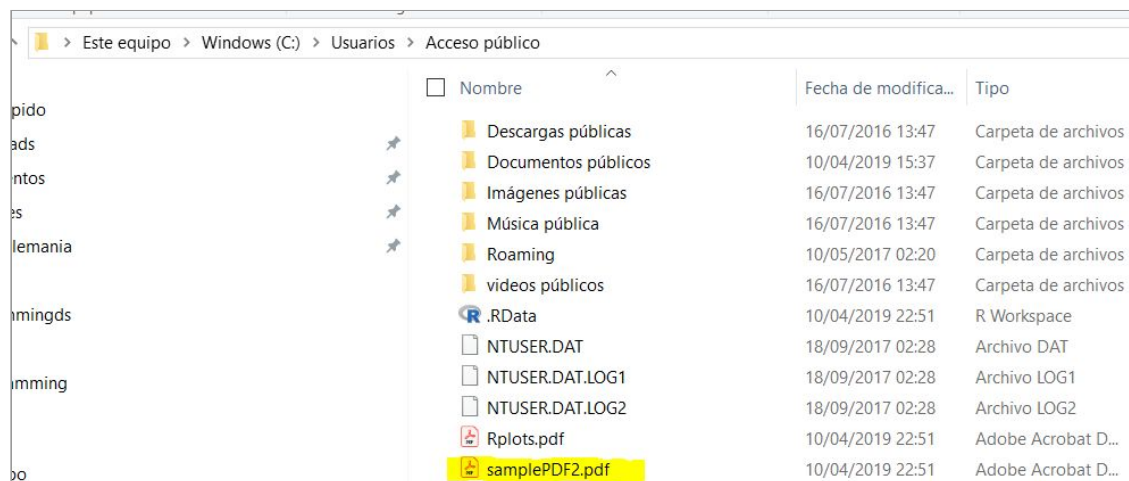 Este equipo > Windows (C:) > Usuarios > Acceso público
Nombre Fecha de modifica... Tipo
pido
ads
ntos
es
lemania
mingds
mming
Descargas públicas 16/07/2016 13:47 Carpeta de archivos
Documentos públicos 10/04/2019 15:37 Carpeta de archivos
Imágenes públicas 16/07/2016 13:47 Carpeta de archivos
Música pública 16/07/2016 13:47 Carpeta de archivos
Roaming 10/05/2017 02:20 Carpeta de archivos
videos públicos 16/07/2016 13:47 Carpeta de archivos
.RData 10/04/2019 22:51 R Workspace
NTUSER.DAT 18/09/2017 02:28 Archivo DAT
NTUSER.DAT.LOG1 18/09/2017 02:28 Archivo LOG1
NTUSER.DAT.LOG2 18/09/2017 02:28 Archivo LOG2
Rplots.pdf 10/04/2019 22:51 Adobe Acrobat D...
samplePDF2.pdf 10/04/2019 22:51 Adobe Acrobat D...